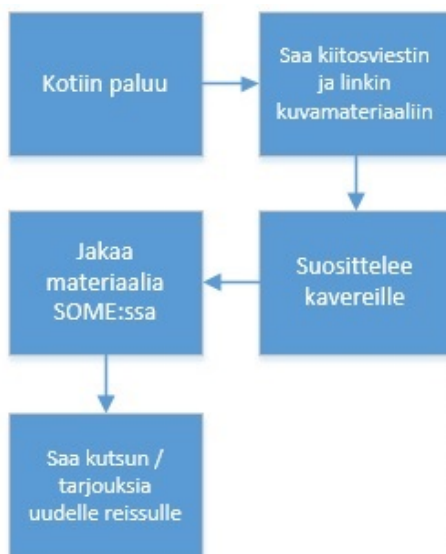 Kotiin paluu
Saa kiitosviestin
ja linkin
kuvamateriaaliin
Suosittelee
kavereille
Jakaa
materiaalia
SOME:ssa
Saa kutsun /
tarjouksia
uudelle reissulle